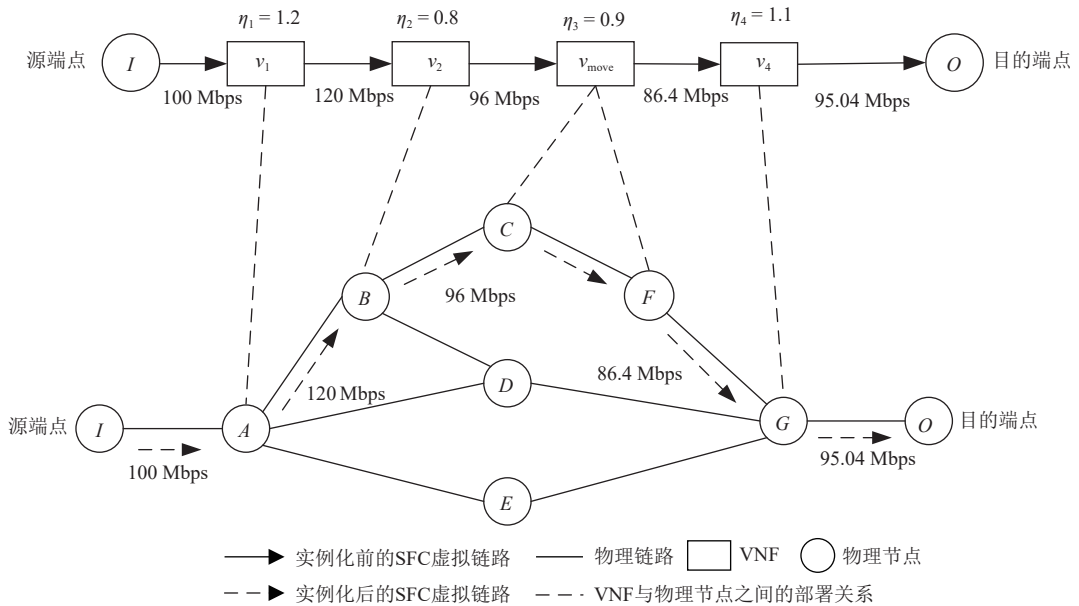 η₁ = 1.2
η₂ = 0.8
η₃ = 0.9
η₄ = 1.1
源端点
I
v₁
v₂
v_move
v₄
O
目的端点
100 Mbps
120 Mbps
96 Mbps
86.4 Mbps
95.04 Mbps
C
B
F
96 Mbps
D
86.4 Mbps
120 Mbps
源端点
I
A
G
O
目的端点
100 Mbps
95.04 Mbps
E
实例化前的SFC虚拟链路
物理链路
VNF
物理节点
实例化后的SFC虚拟链路
VNF与物理节点之间的部署关系